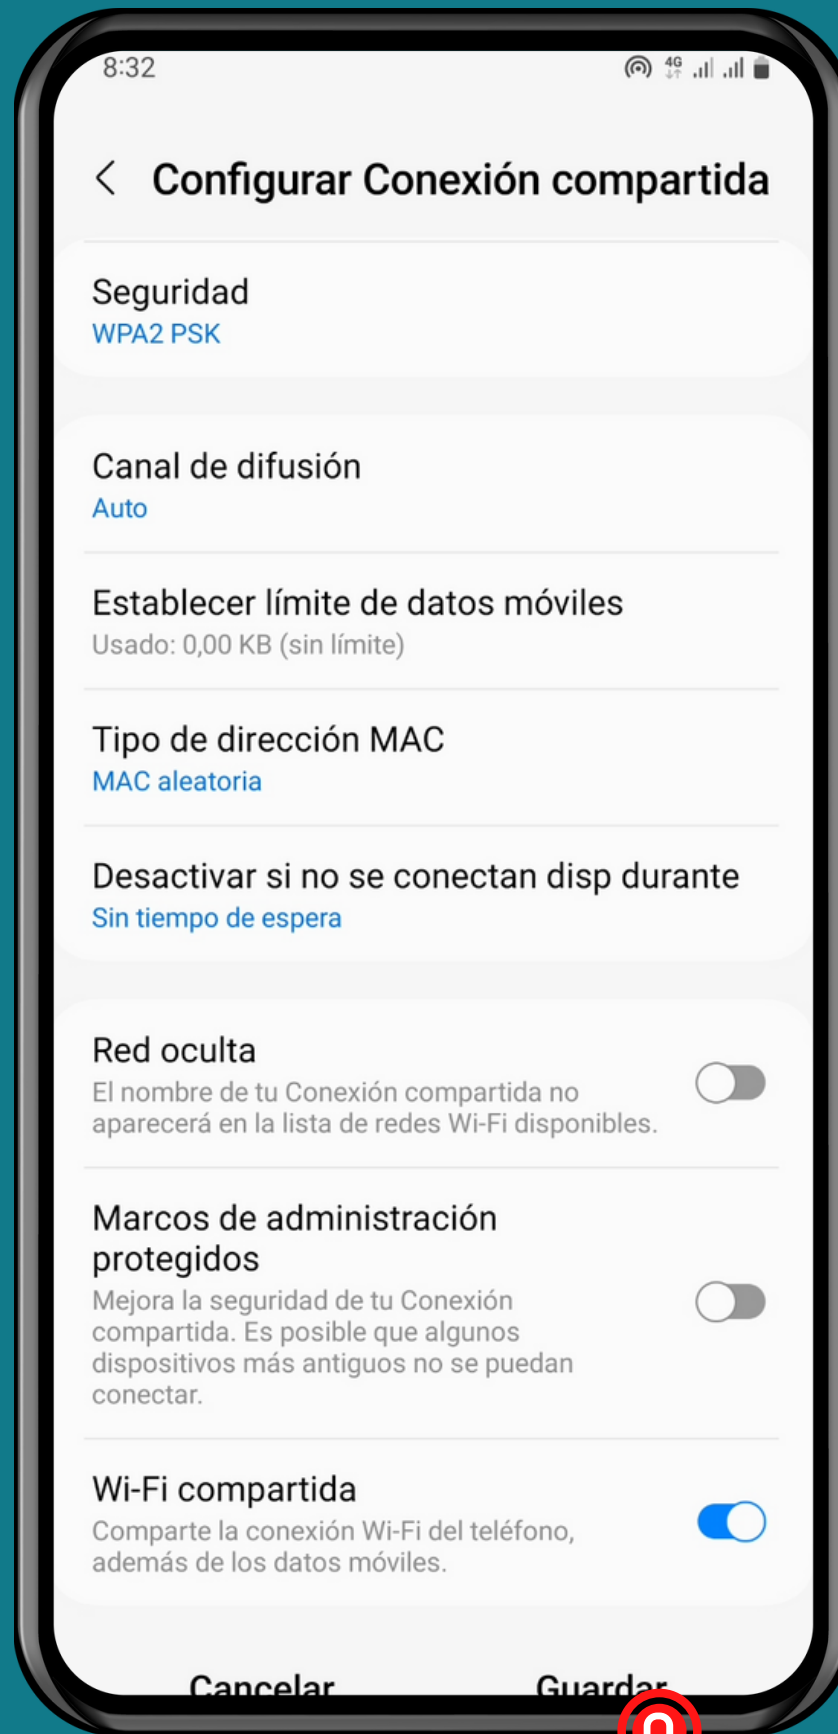 8:32
4G
Configurar Conexión compartida
Seguridad
WPA2 PSK
Canal de difusión
Auto
Establecer límite de datos móviles
Usado: 0,00 KB (sin límite)
Tipo de dirección MAC
MAC aleatoria
Desactivar si no se conectan disp durante
Sin tiempo de espera
Red oculta
El nombre de tu Conexión compartida no
aparecerá en la lista de redes Wi-Fi disponibles.
Marcos de administración
protegidos
Mejora la seguridad de tu Conexión
compartida. Es posible que algunos
dispositivos más antiguos no se puedan
conectar.
Wi-Fi compartida
Comparte la conexión Wi-Fi del teléfono,
además de los datos móviles.
Cancelar
Guardar